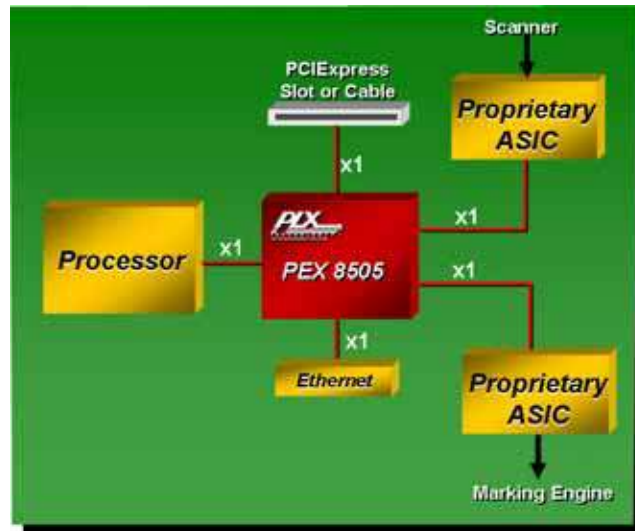 Scanner
PCIExpress
Slot or Cable
Proprietary
ASIC
x1
PLX
x1
Processor
x1
PEX 8505
x1
x1
Ethernet
Proprietary
ASIC
Marking Engine